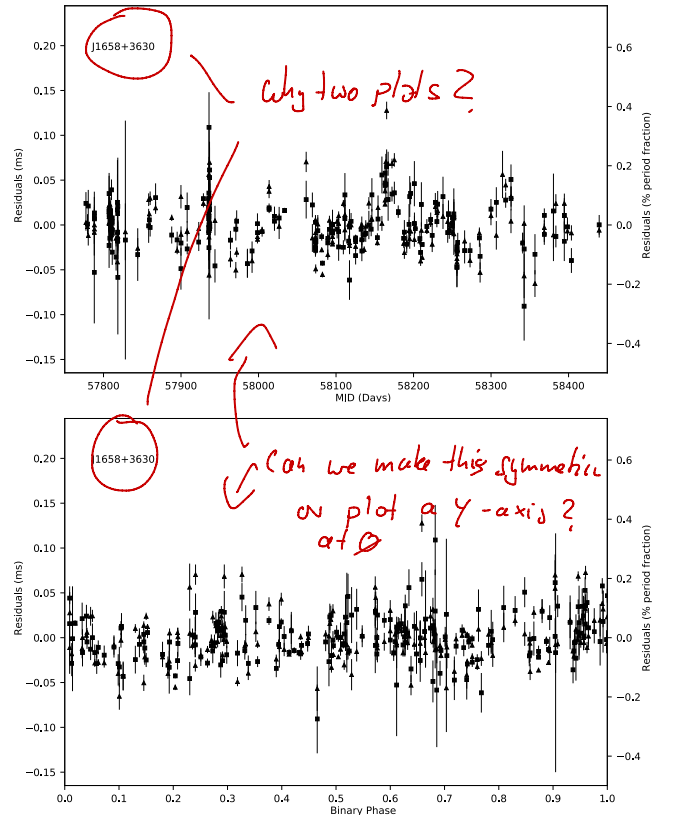 J1658+3630
Why two plots?
0.20
0.15
0.10
0.05
0.00
−0.05
−0.10
−0.15
Residuals (ms)
0.6
0.4
0.2
0.0
−0.2
−0.4
Residuals (% period fraction)
57800 57900 58000 58100 58200 58300 58400
MJD (Days)
J1658+3630
Can we make this symmetric
or plot a Y-axis?
at 0
0.20
0.15
0.10
0.05
0.00
−0.05
−0.10
−0.15
Residuals (ms)
0.6
0.4
0.2
0.0
−0.2
−0.4
Residuals (% period fraction)
0.0 0.1 0.2 0.3 0.4 0.5 0.6 0.7 0.8 0.9 1.0
Binary Phase